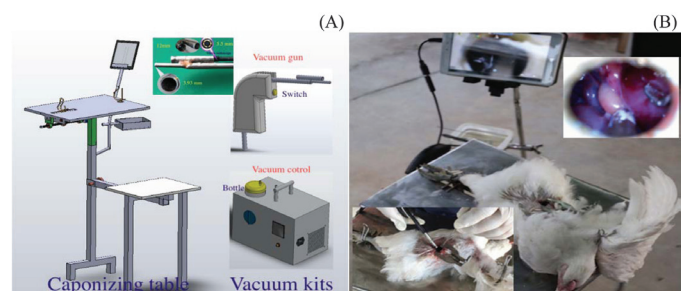 (A)
(B)
Vacuum gun
Switch
Vacuum cotrol
Bottle
Caponizing table
Vacuum kits